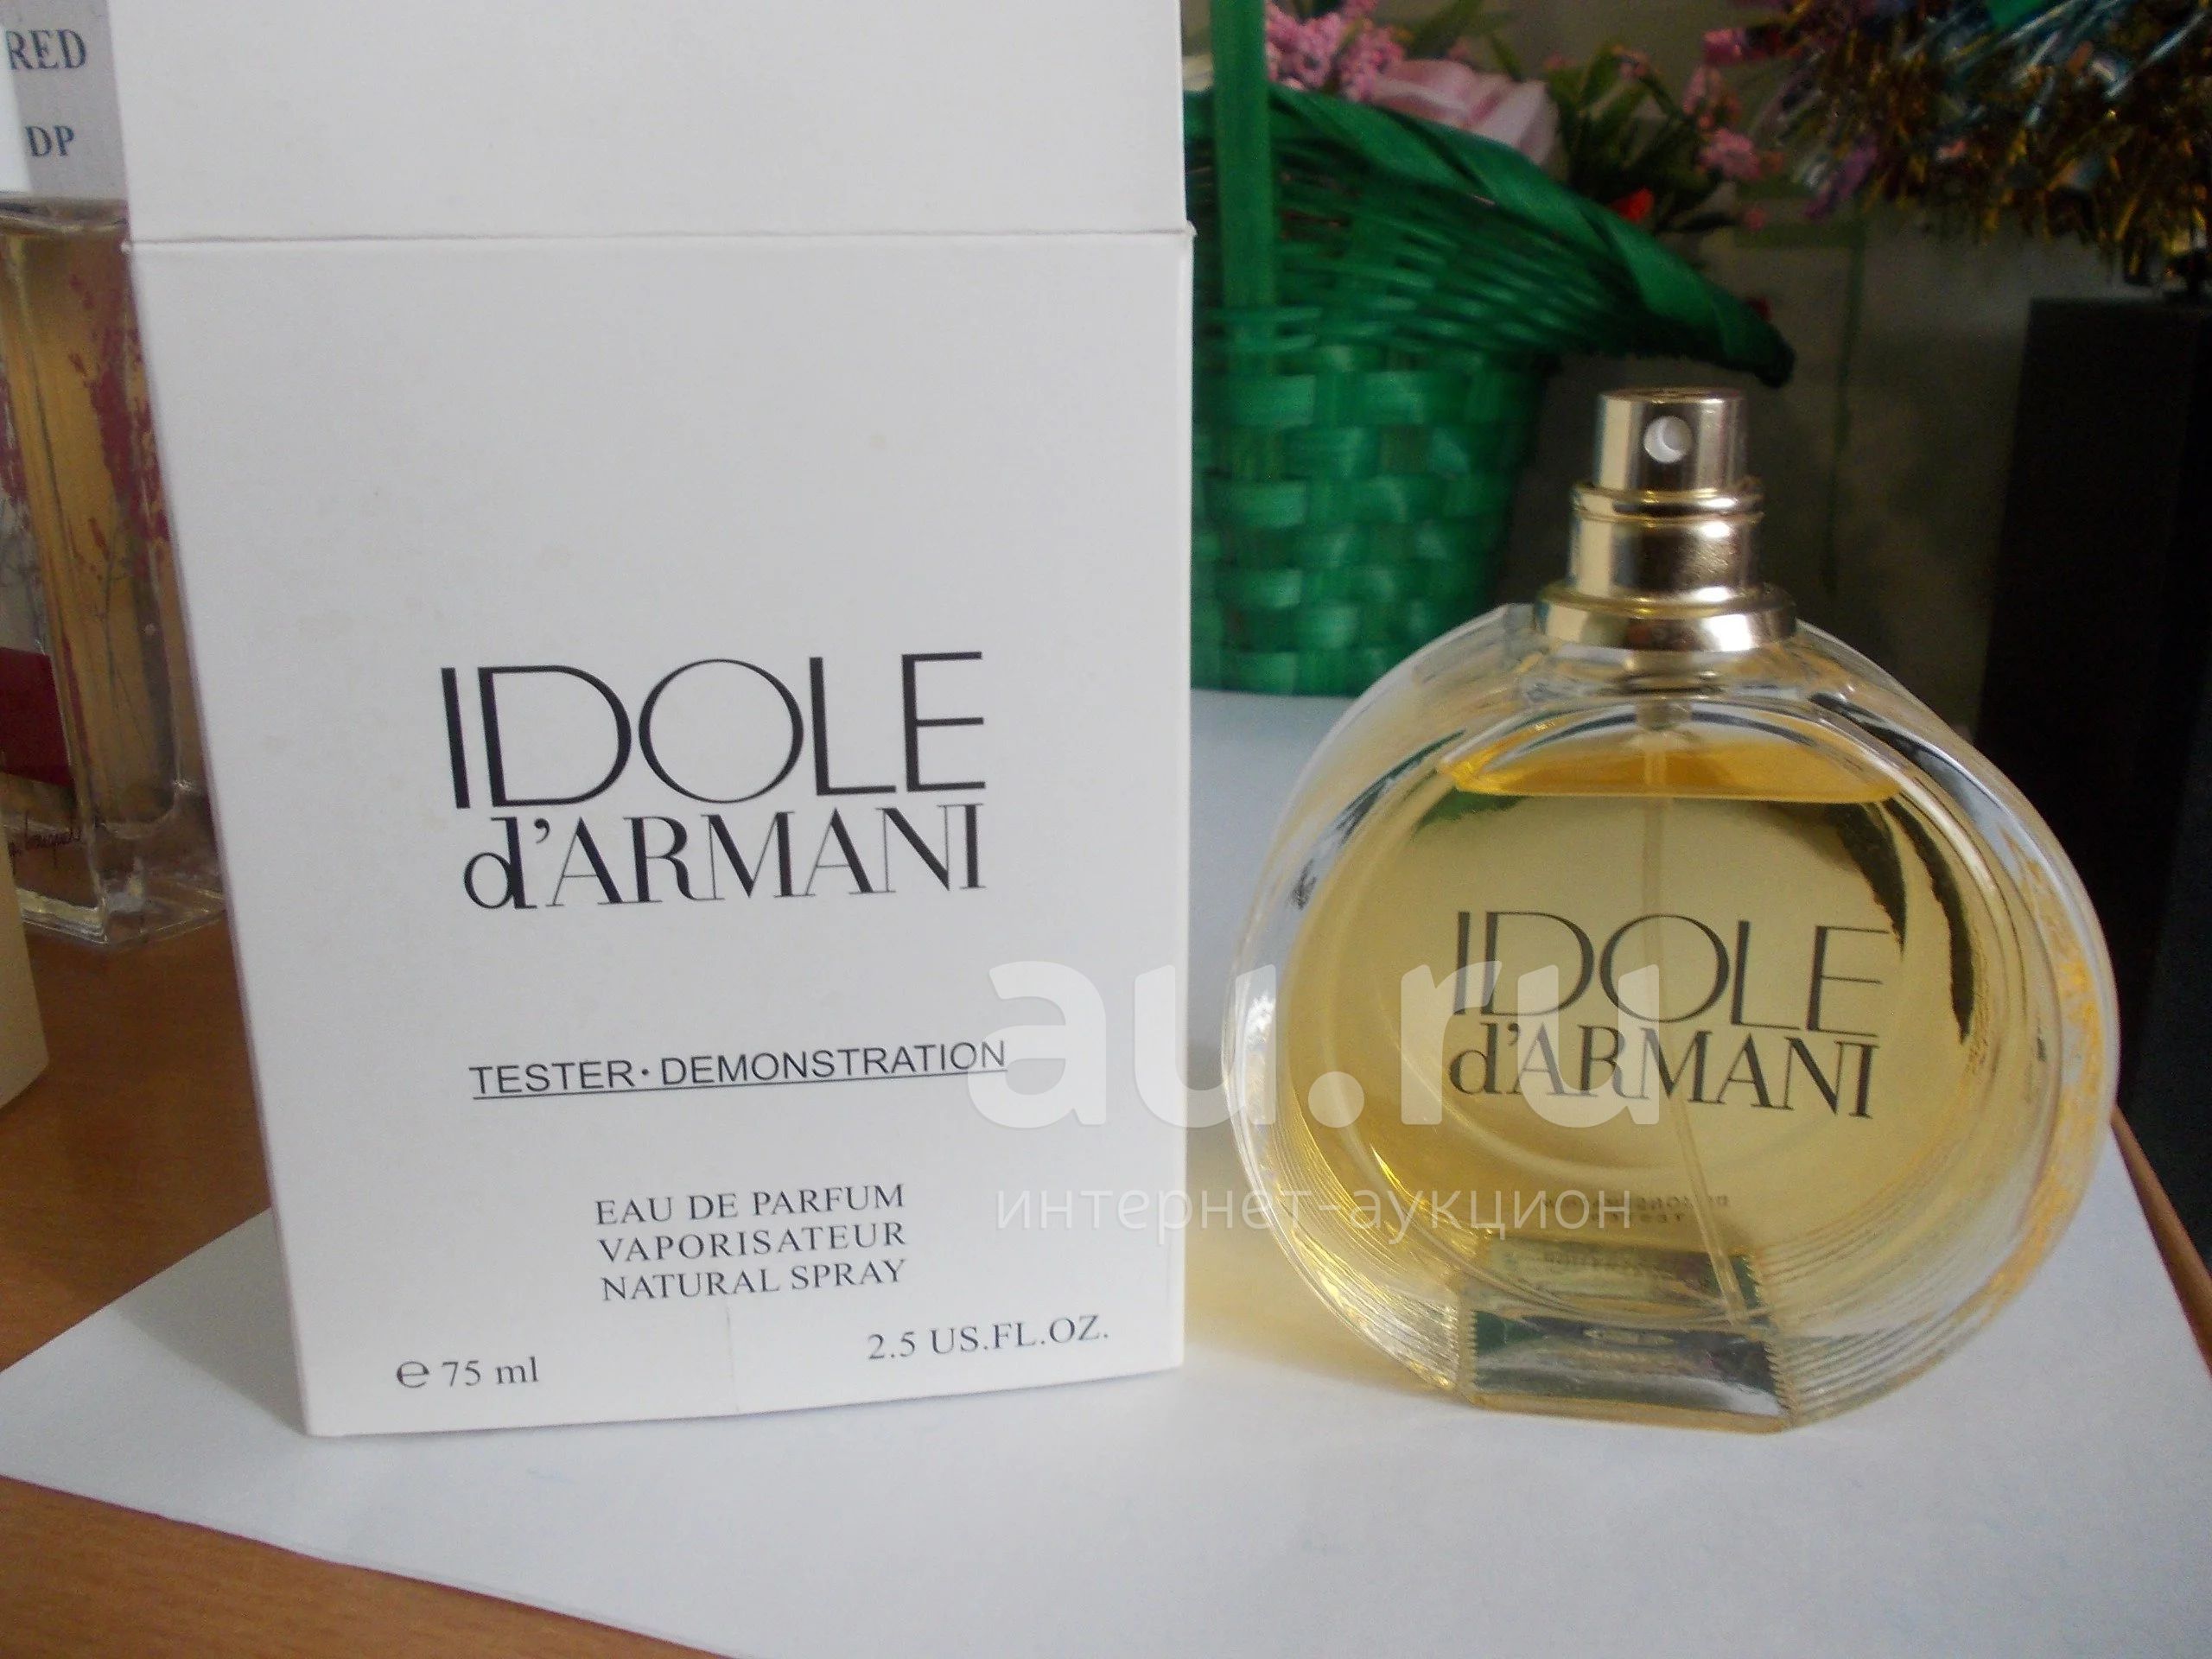 RED
DP
IDOLE
d'ARMANI
TESTER·DEMONSTRATION
EAU DE PARFUM
VAPORISATEUR
NATURAL SPRAY
℮ 75 ml
2.5 US.FL.OZ.
IDOLE
d'ARMANI
au.ru
интернет-аукцион